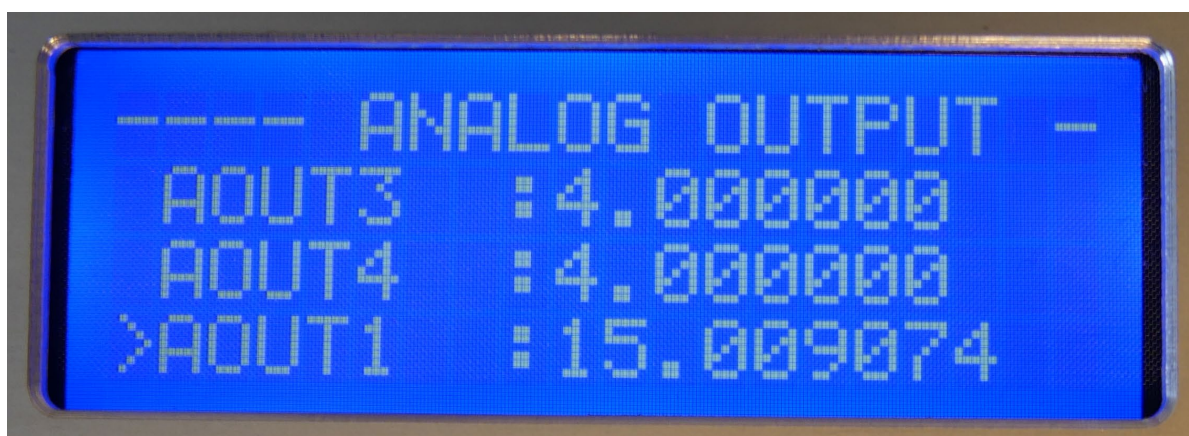 ---- ANALOG OUTPUT -
AOUT3 :4.000000
AOUT4 :4.000000
>AOUT1 :15.009074